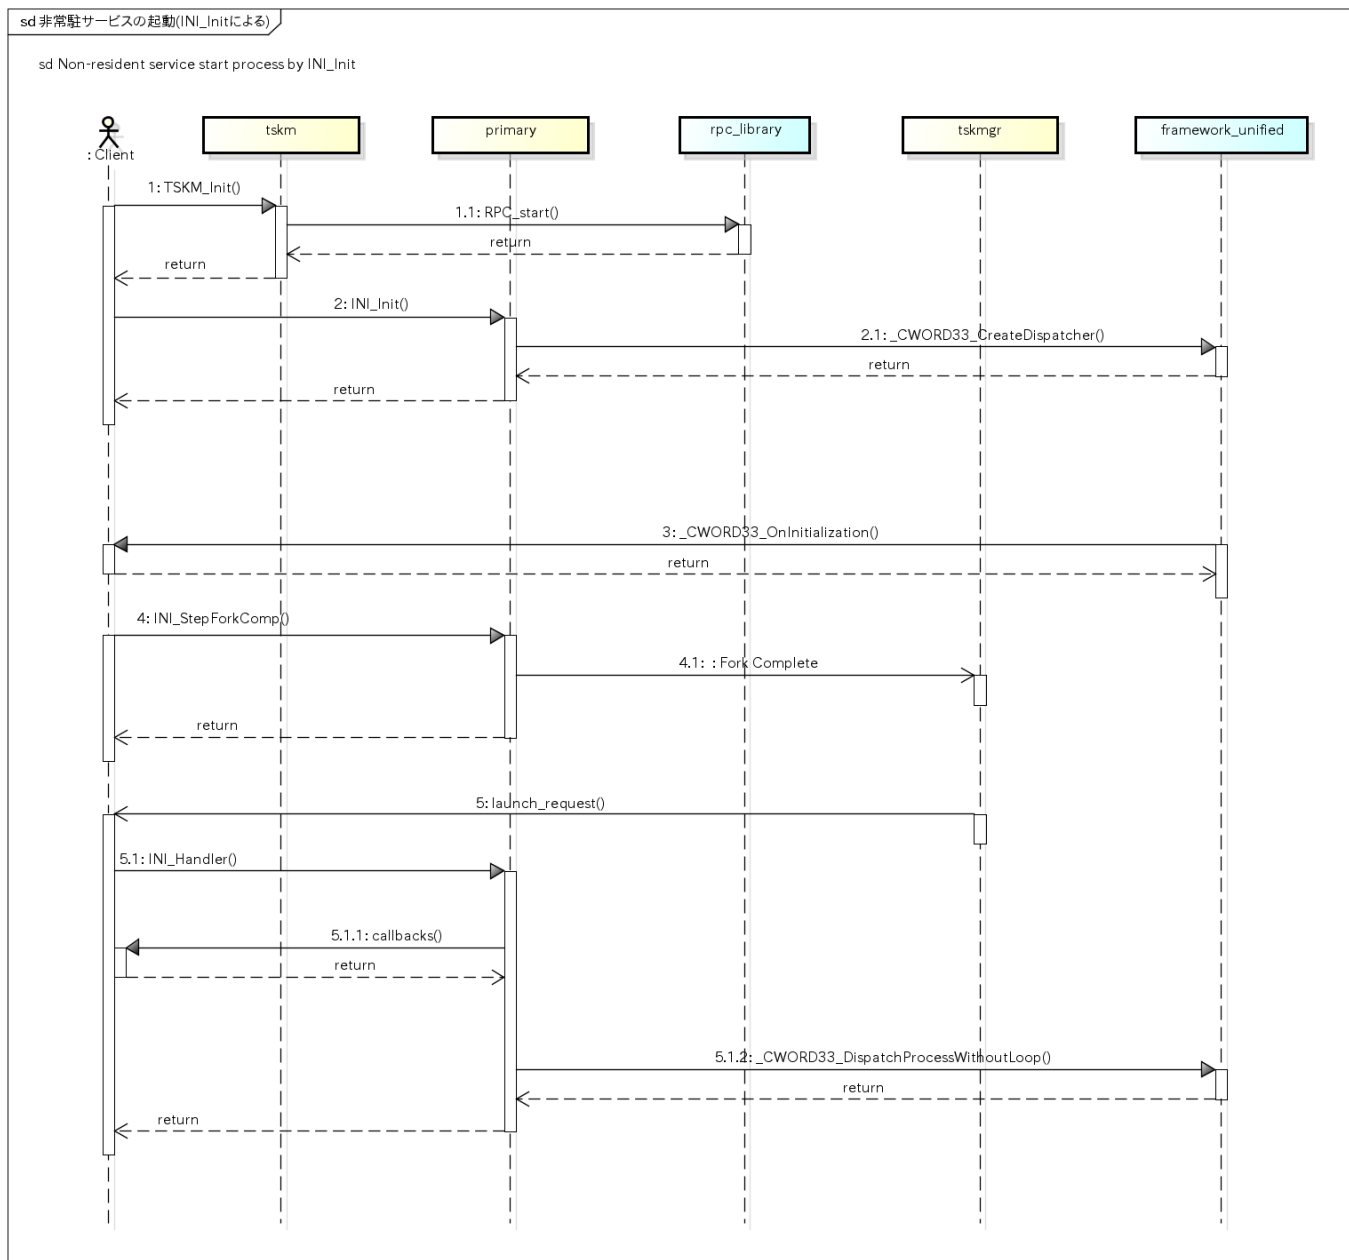 sd 非常駐サービスの起動(INI_Initによる)
sd Non-resident service start process by INI_Init
: Client
tskm
primary
rpc_library
tskmgr
framework_unified
1: TSKM_Init()
1.1: RPC_start()
return
return
2: INI_Init()
2.1: _CWORD33_CreateDispatcher()
return
return
3: _CWORD33_OnInitialization()
return
4: INI_StepForkComp()
4.1: : Fork Complete
return
5: launch_request()
5.1: INI_Handler()
5.1.1: callbacks()
return
5.1.2: _CWORD33_DispatchProcessWithoutLoop()
return
return